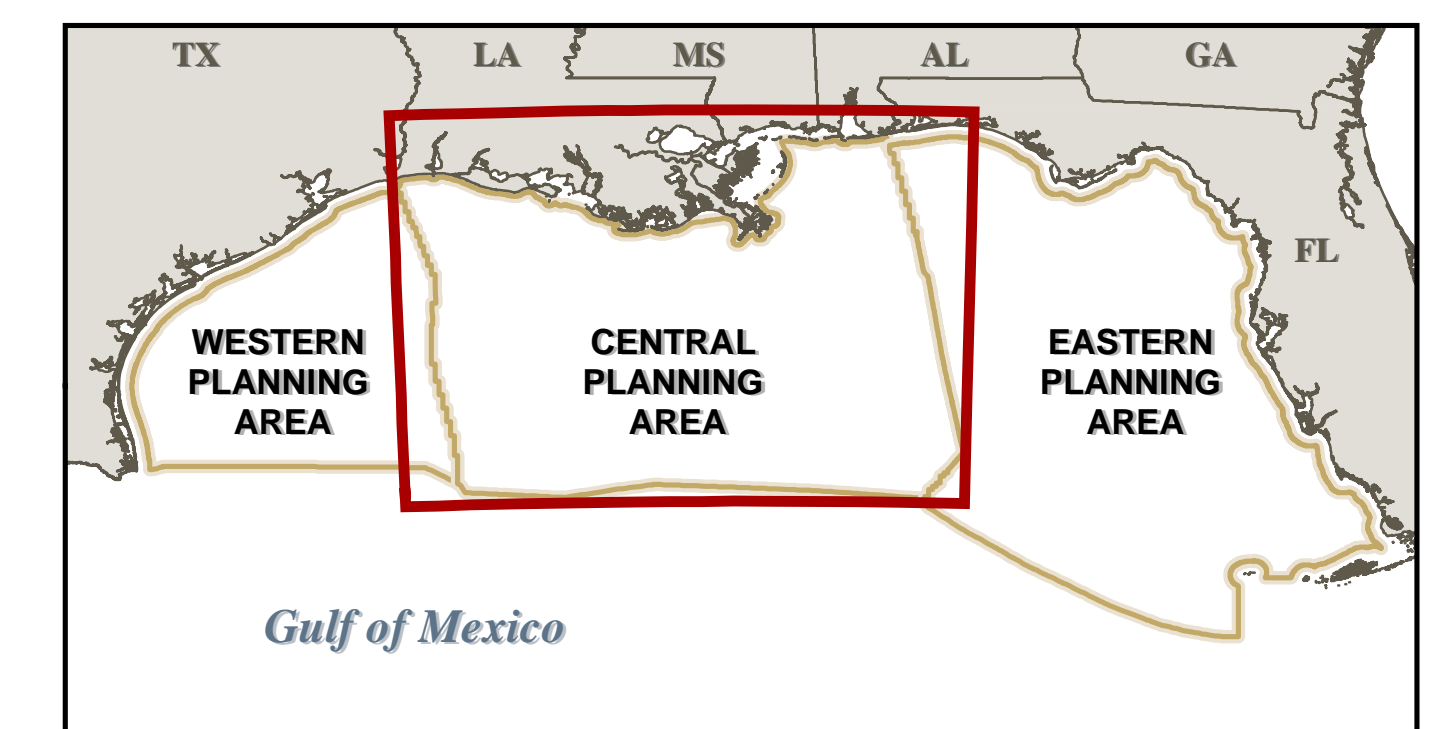 TX
LA
MS
AL
GA
FL
WESTERN
PLANNING
AREA
CENTRAL
PLANNING
AREA
EASTERN
PLANNING
AREA
Gulf of Mexico